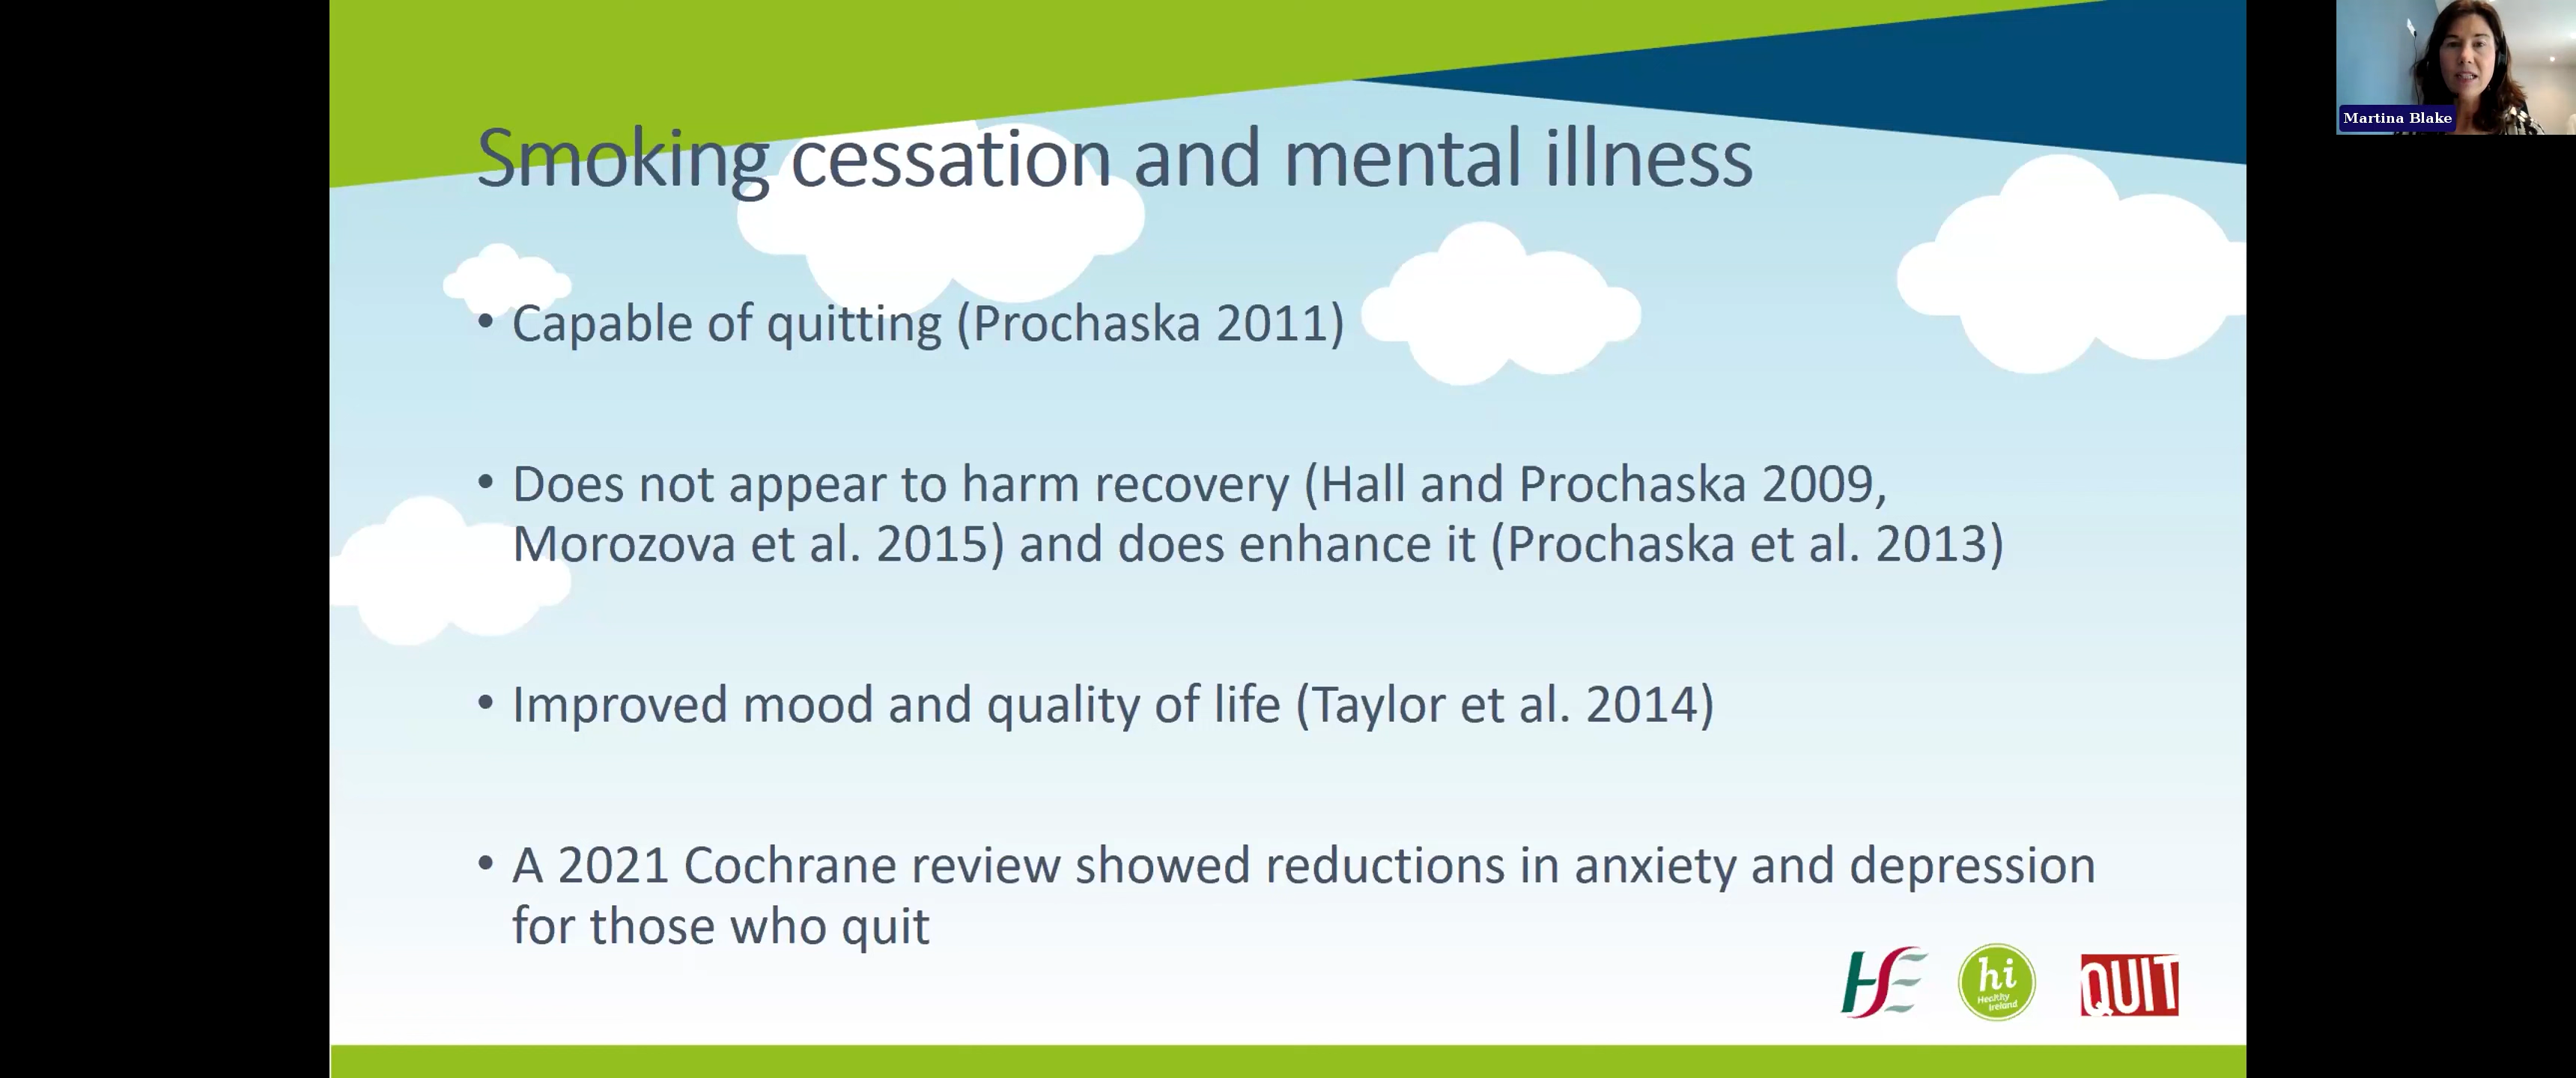 Martina Blake
Smoking cessation and mental illness
• Capable of quitting (Prochaska 2011)
• Does not appear to harm recovery (Hall and Prochaska 2009,
Morozova et al. 2015) and does enhance it (Prochaska et al. 2013)
• Improved mood and quality of life (Taylor et al. 2014)
• A 2021 Cochrane review showed reductions in anxiety and depression
for those who quit
HSE
hi
Healthy
Ireland
QUIT